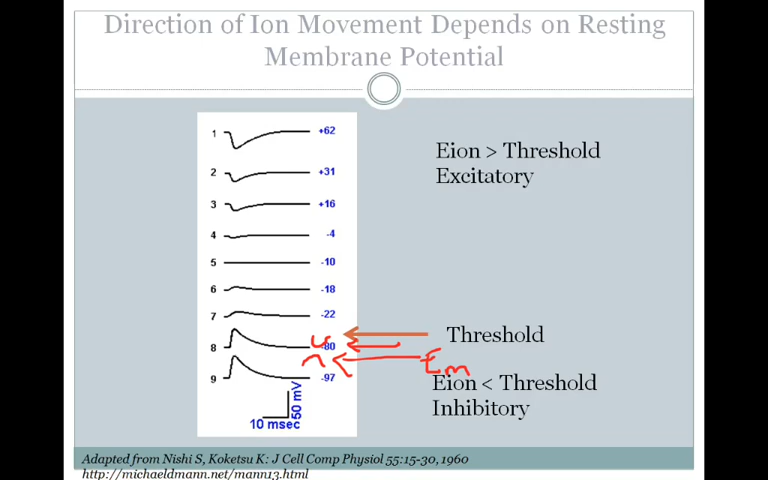 Direction of Ion Movement Depends on Resting
Membrane Potential
1 +62
2 +31
3 +16
4 -4
5 -10
6 -18
7 -22
8 -80
9 -97
50 mV
10 msec
Eion > Threshold
Excitatory
Threshold
Em
Eion < Threshold
Inhibitory
Adapted from Nishi S, Koketsu K: J Cell Comp Physiol 55:15-30, 1960
http://michaeldmann.net/mann13.html